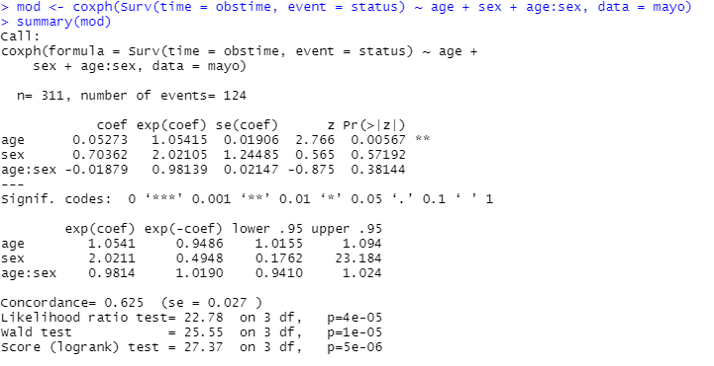 > mod <- coxph(Surv(time = obstime, event = status) ~ age + sex + age:sex, data = mayo)
> summary(mod)
Call:
coxph(formula = Surv(time = obstime, event = status) ~ age +
    sex + age:sex, data = mayo)
  n= 311, number of events= 124
            coef exp(coef) se(coef)      z Pr(>|z|)
age      0.05273   1.05415  0.01906  2.766  0.00567 **
sex      0.70362   2.02105  1.24485  0.565  0.57192
age:sex -0.01879   0.98139  0.02147 -0.875  0.38144
---
Signif. codes:  0 ‘***’ 0.001 ‘**’ 0.01 ‘*’ 0.05 ‘.’ 0.1 ‘ ’ 1
        exp(coef) exp(-coef) lower .95 upper .95
age        1.0541     0.9486    1.0155     1.094
sex        2.0211     0.4948    0.1762    23.184
age:sex    0.9814     1.0190    0.9410     1.024
Concordance= 0.625  (se = 0.027 )
Likelihood ratio test= 22.78  on 3 df,   p=4e-05
Wald test            = 25.55  on 3 df,   p=1e-05
Score (logrank) test = 27.37  on 3 df,   p=5e-06